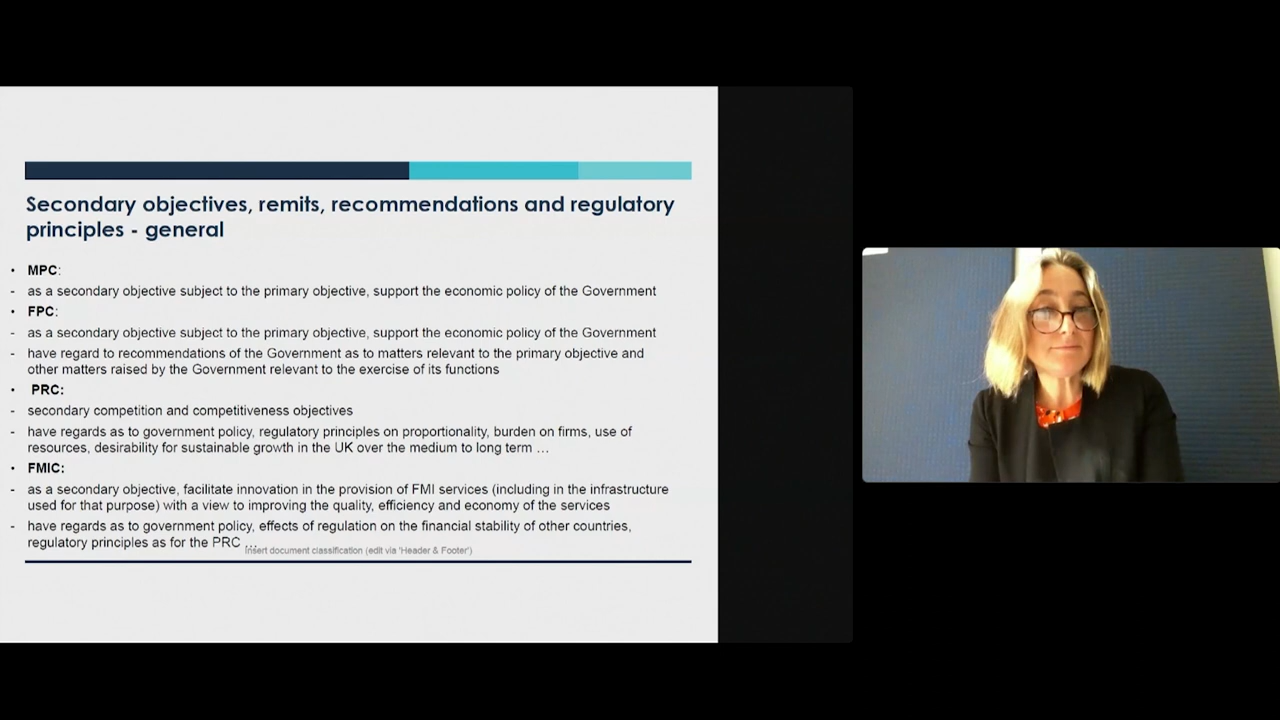 Secondary objectives, remits, recommendations and regulatory
principles - general
• MPC:
- as a secondary objective subject to the primary objective, support the economic policy of the Government
• FPC:
- as a secondary objective subject to the primary objective, support the economic policy of the Government
- have regard to recommendations of the Government as to matters relevant to the primary objective and
other matters raised by the Government relevant to the exercise of its functions
• PRC:
- secondary competition and competitiveness objectives
- have regards as to government policy, regulatory principles on proportionality, burden on firms, use of
resources, desirability for sustainable growth in the UK over the medium to long term …
• FMIC:
- as a secondary objective, facilitate innovation in the provision of FMI services (including in the infrastructure
used for that purpose) with a view to improving the quality, efficiency and economy of the services
- have regards as to government policy, effects of regulation on the financial stability of other countries,
regulatory principles as for the PRC …
Insert document classification (edit via 'Header & Footer')